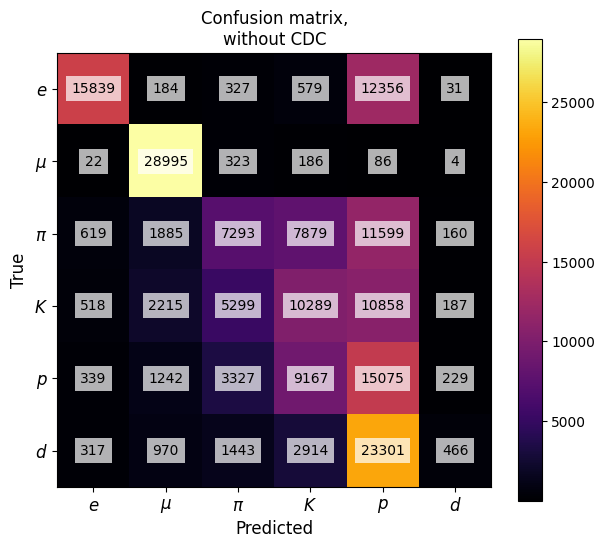 Confusion matrix,
without CDC
e 15839 184 327 579 12356 31
μ 22 28995 323 186 86 4
π 619 1885 7293 7879 11599 160
K 518 2215 5299 10289 10858 187
p 339 1242 3327 9167 15075 229
d 317 970 1443 2914 23301 466
e μ π K p d
Predicted
True
25000
20000
15000
10000
5000